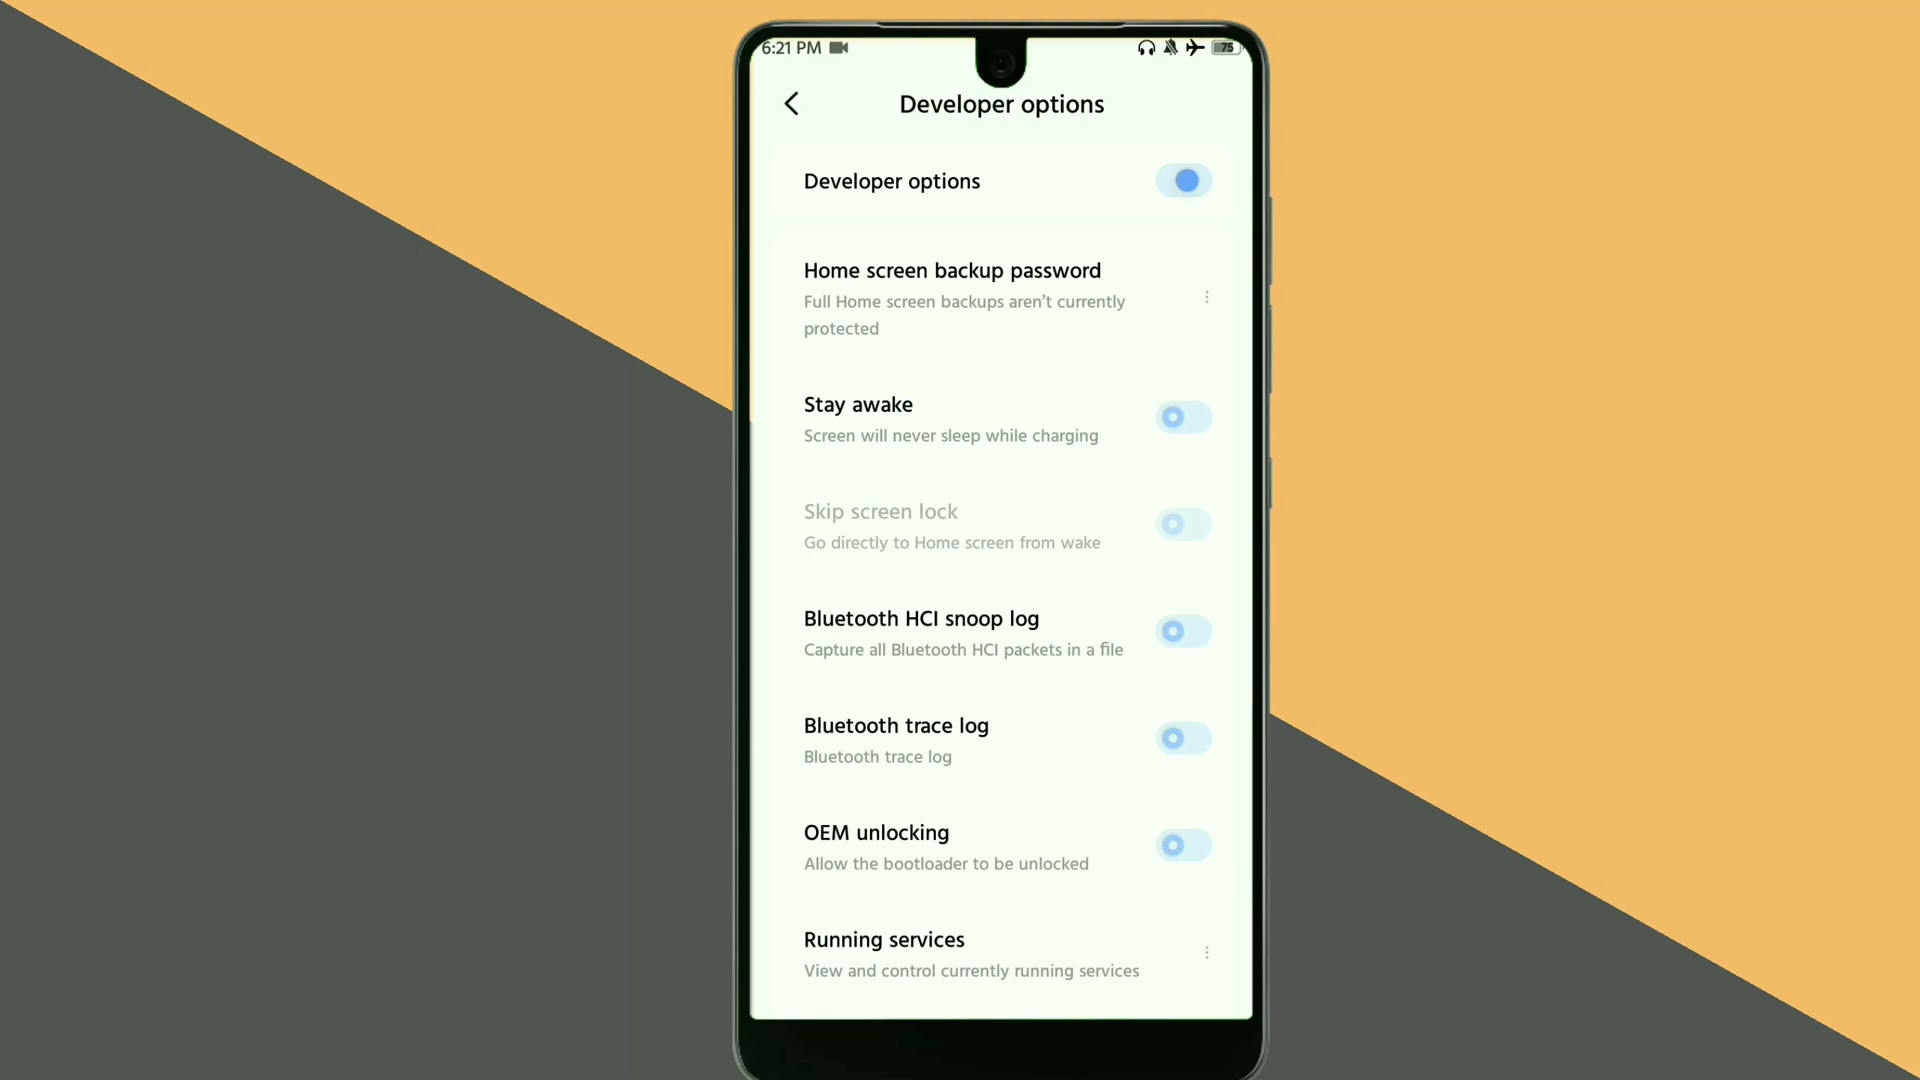 6:21 PM
75
Developer options
Developer options
Home screen backup password
Full Home screen backups aren’t currently
protected
Stay awake
Screen will never sleep while charging
Skip screen lock
Go directly to Home screen from wake
Bluetooth HCI snoop log
Capture all Bluetooth HCI packets in a file
Bluetooth trace log
Bluetooth trace log
OEM unlocking
Allow the bootloader to be unlocked
Running services
View and control currently running services